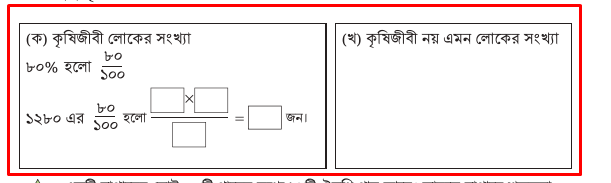 (ক) কৃষিজীবী লোকের সংখ্যা
৮০% হলো ৮০/১০০
১২৮০ এর ৮০/১০০ হলো × = জন।
(খ) কৃষিজীবী নয় এমন লোকের সংখ্যা